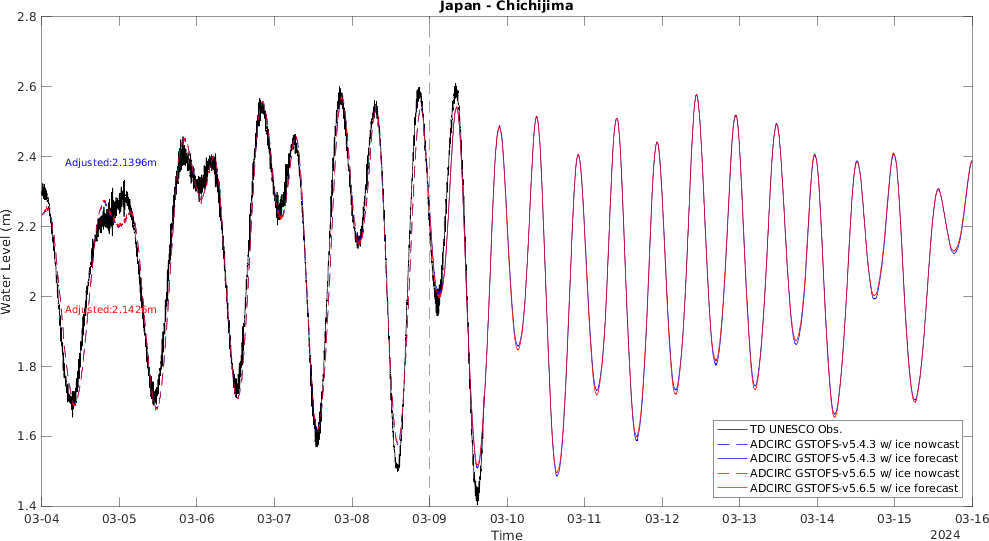 Japan - Chichijima
2.8
2.6
2.4
2.2
2
1.8
1.6
1.4
Water Level (m)
Adjusted:2.1396m
Adjusted:2.1426m
TD UNESCO Obs.
ADCIRC GSTOFS-v5.4.3 w/ ice nowcast
ADCIRC GSTOFS-v5.4.3 w/ ice forecast
ADCIRC GSTOFS-v5.6.5 w/ ice nowcast
ADCIRC GSTOFS-v5.6.5 w/ ice forecast
03-04 03-05 03-06 03-07 03-08 03-09 03-10 03-11 03-12 03-13 03-14 03-15 03-16
Time
2024